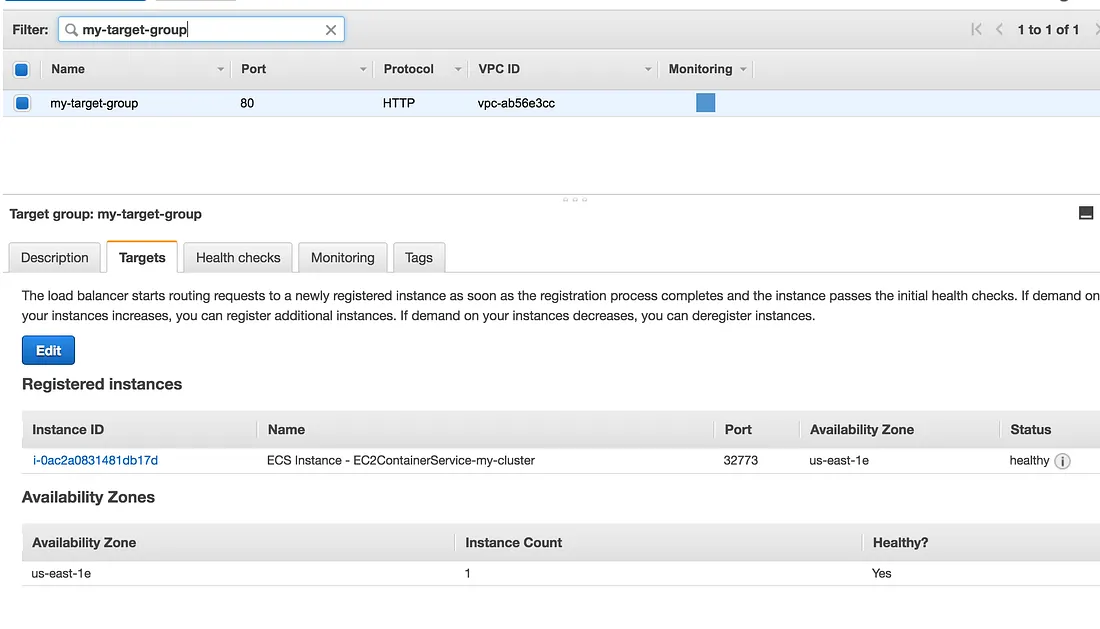 Filter: my-target-group 1 to 1 of 1
Name Port Protocol VPC ID Monitoring
my-target-group 80 HTTP vpc-ab56e3cc
Target group: my-target-group
Description Targets Health checks Monitoring Tags
The load balancer starts routing requests to a newly registered instance as soon as the registration process completes and the instance passes the initial health checks. If demand on
your instances increases, you can register additional instances. If demand on your instances decreases, you can deregister instances.
Edit
Registered instances
Instance ID Name Port Availability Zone Status
i-0ac2a0831481db17d ECS Instance - EC2ContainerService-my-cluster 32773 us-east-1e healthy
Availability Zones
Availability Zone Instance Count Healthy?
us-east-1e 1 Yes